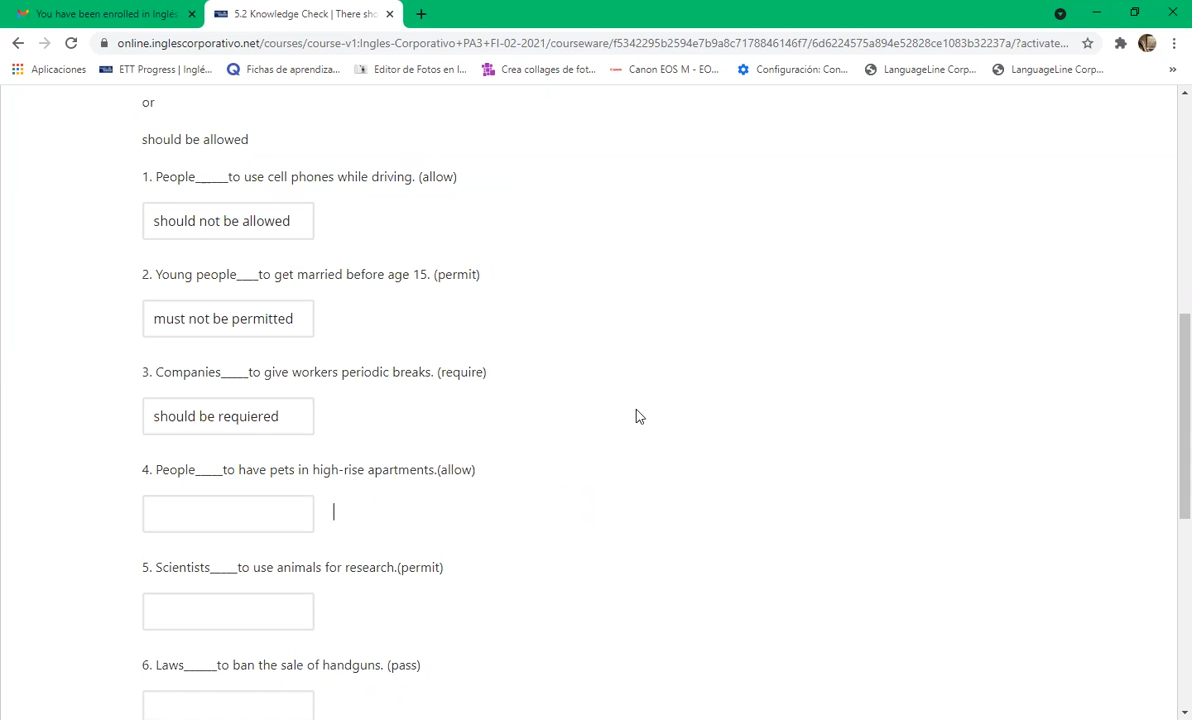 You have been enrolled in Inglés
5.2 Knowledge Check | There sho
online.inglescorporativo.net/courses/course-v1:Ingles-Corporativo+PA3+FI-02-2021/courseware/f5342295b2594e7b9a8c7178846146f7/6d6224575a894e52828ce1083b32237a/?activate...
Aplicaciones ETT Progress | Inglé... Fichas de aprendiza... Editor de Fotos en l... Crea collages de fot... Canon EOS M - EO... Configuración: Con... LanguageLine Corp... LanguageLine Corp... »
or
should be allowed
1. People______to use cell phones while driving. (allow)
should not be allowed
2. Young people____to get married before age 15. (permit)
must not be permitted
3. Companies_____to give workers periodic breaks. (require)
should be requiered
4. People_____to have pets in high-rise apartments.(allow)
5. Scientists_____to use animals for research.(permit)
6. Laws______to ban the sale of handguns. (pass)